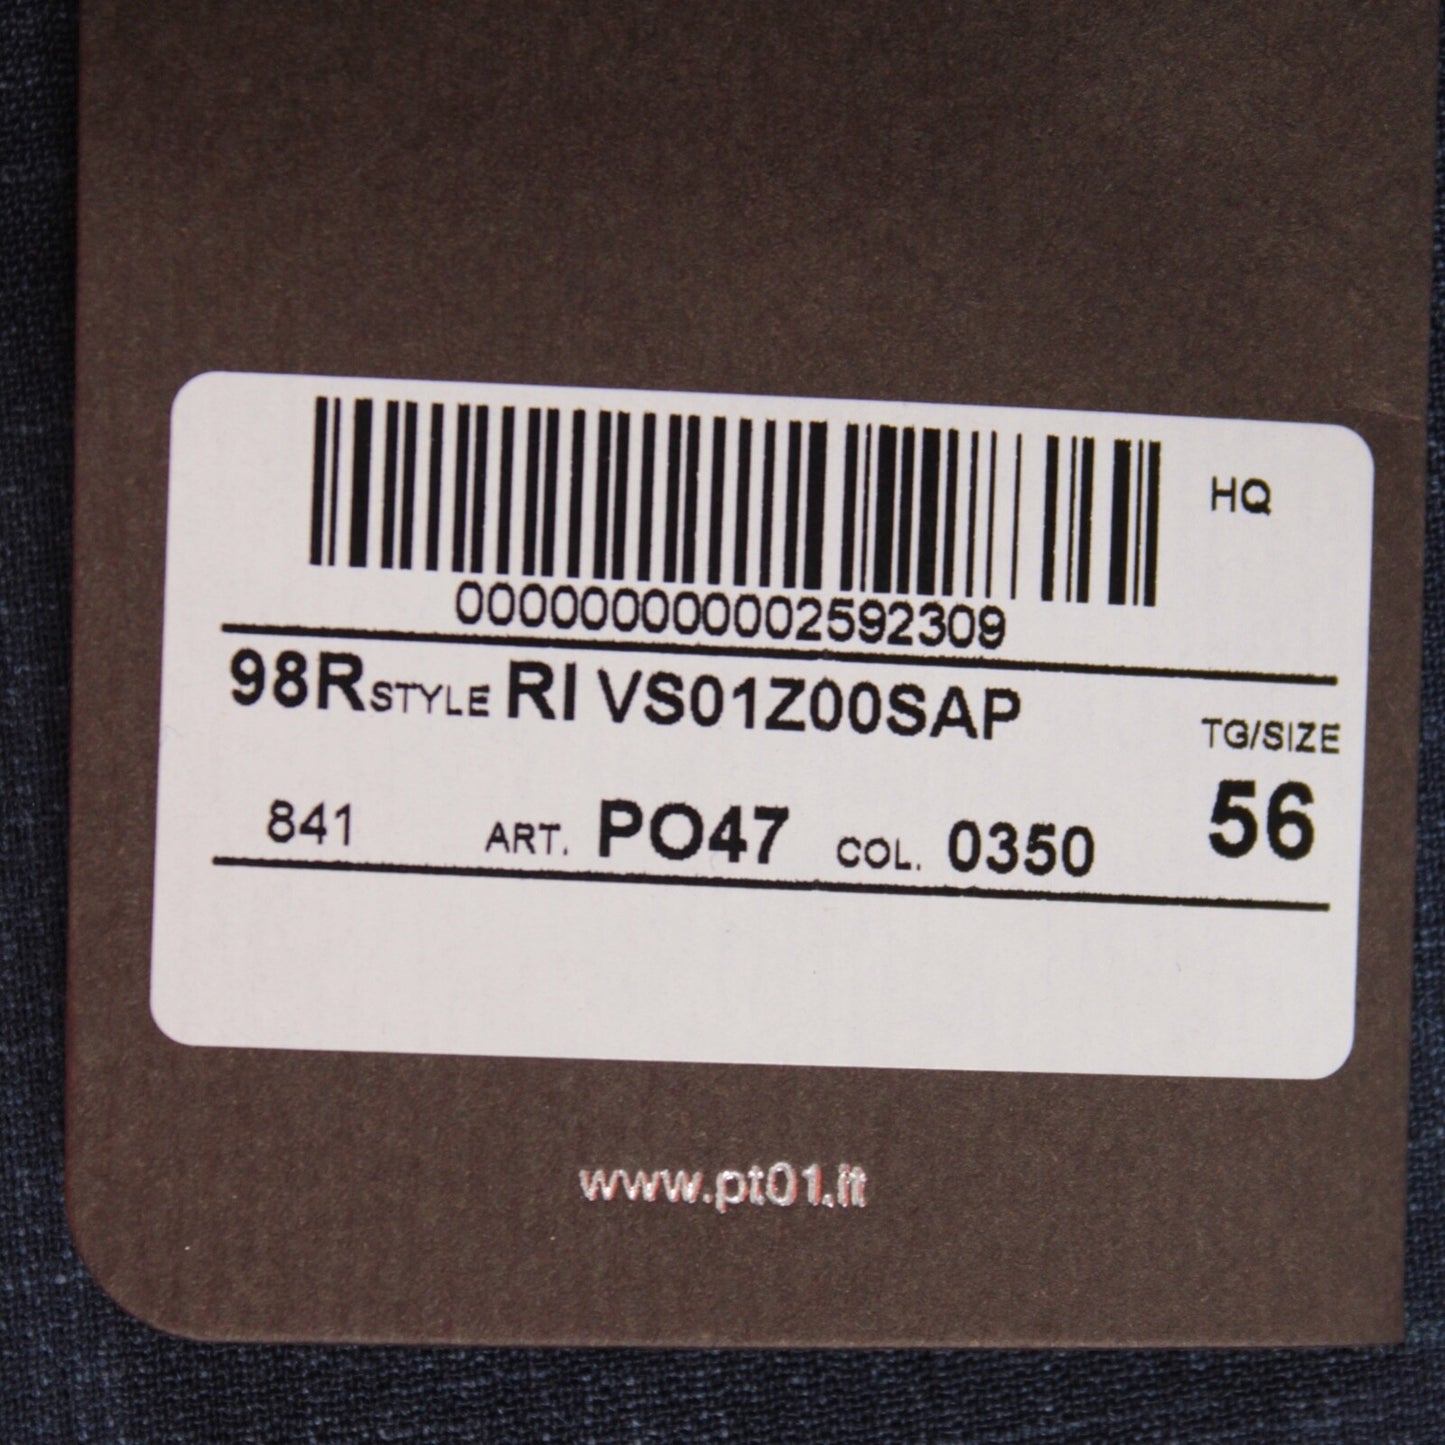 HQ
000000000002592309
98R STYLE RI VS01Z00SAP
TG/SIZE
841 ART. PO47 COL. 0350 56
www.pt01.it